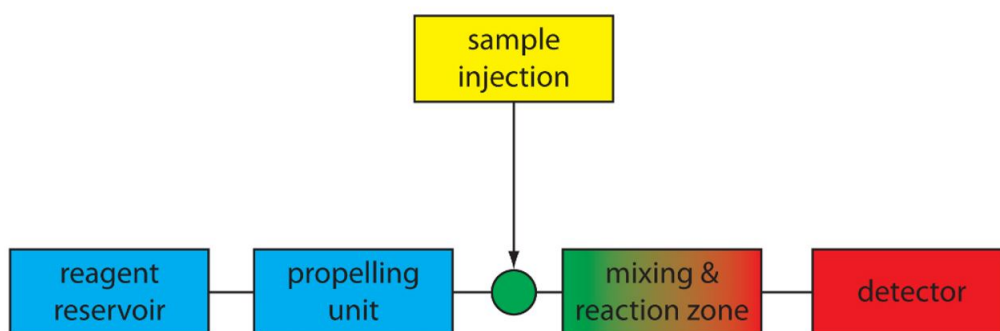 sample
injection
reagent
reservoir
propelling
unit
mixing &
reaction zone
detector